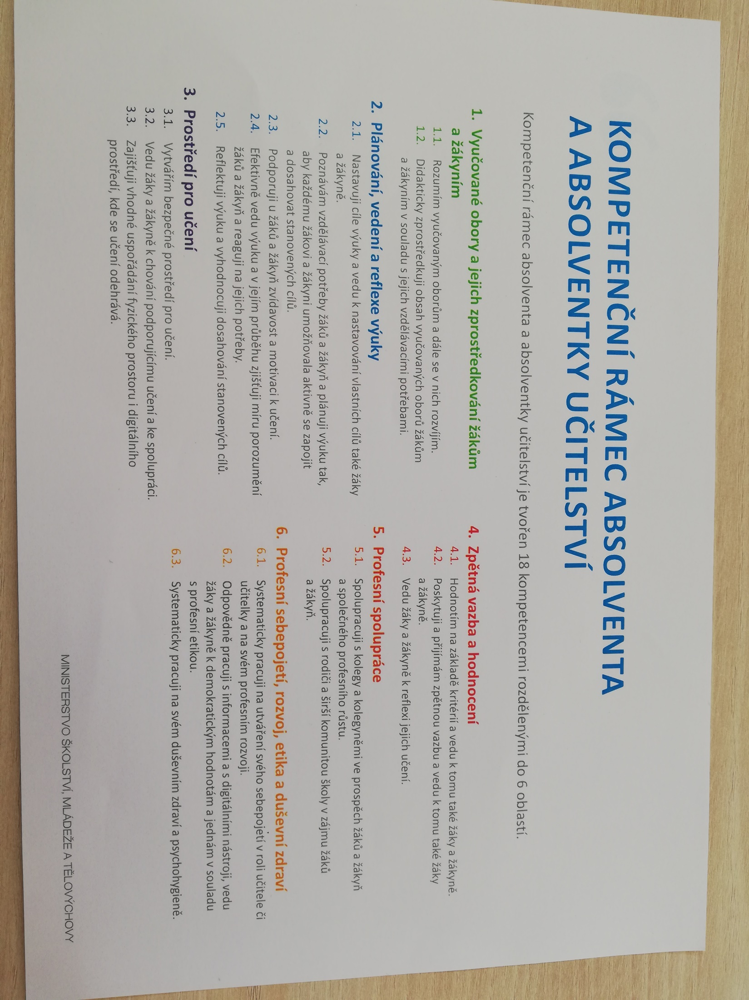 KOMPETENČNÍ RÁMEC ABSOLVENTA
A ABSOLVENTKY UČITELSTVÍ
Kompetenční rámec absolventa a absolventky učitelství je tvořen 18 kompetencemi rozdělenými do 6 oblastí.
1. Vyučované obory a jejich zprostředkování žákům
a žákyním
1.1. Rozumím vyučovaným oborům a dále se v nich rozvíjím.
1.2. Didakticky zprostředkuji obsah vyučovaných oborů žákům
a žákyním v souladu s jejich vzdělávacími potřebami.
2. Plánování, vedení a reflexe výuky
2.1. Nastavuji cíle výuky a vedu k nastavování vlastních cílů také žáky
a žákyně.
2.2. Poznávám vzdělávací potřeby žáků a žákyň a plánuji výuku tak,
aby každému žákovi a žákyni umožňovala aktivně se zapojit
a dosahovat stanovených cílů.
2.3. Podporuji u žáků a žákyň zvídavost a motivaci k učení.
2.4. Efektivně vedu výuku a v jejím průběhu zjišťuji míru porozumění
žáků a žákyň a reaguji na jejich potřeby.
2.5. Reflektuji výuku a vyhodnocuji dosahování stanovených cílů.
3. Prostředí pro učení
3.1. Vytvářím bezpečné prostředí pro učení.
3.2. Vedu žáky a žákyně k chování podporujícímu učení a ke spolupráci.
3.3. Zajišťuji vhodné uspořádání fyzického prostoru i digitálního
prostředí, kde se učení odehrává.
4. Zpětná vazba a hodnocení
4.1. Hodnotím na základě kritérií a vedu k tomu také žáky a žákyně.
4.2. Poskytuji a přijímám zpětnou vazbu a vedu k tomu také žáky
a žákyně.
4.3. Vedu žáky a žákyně k reflexi jejich učení.
5. Profesní spolupráce
5.1. Spolupracuji s kolegy a kolegyněmi ve prospěch žáků a žákyň
a společného profesního růstu.
5.2. Spolupracuji s rodiči a širší komunitou školy v zájmu žáků
a žákyň.
6. Profesní sebepojetí, rozvoj, etika a duševní zdraví
6.1. Systematicky pracuji na utváření svého sebepojetí v roli učitele či
učitelky a na svém profesním rozvoji.
6.2. Odpovědně pracuji s informacemi a s digitálními nástroji, vedu
žáky a žákyně k demokratickým hodnotám a jednám v souladu
s profesní etikou.
6.3. Systematicky pracuji na svém duševním zdraví a psychohygieně.
MINISTERSTVO ŠKOLSTVÍ, MLÁDEŽE A TĚLOVÝCHOVY